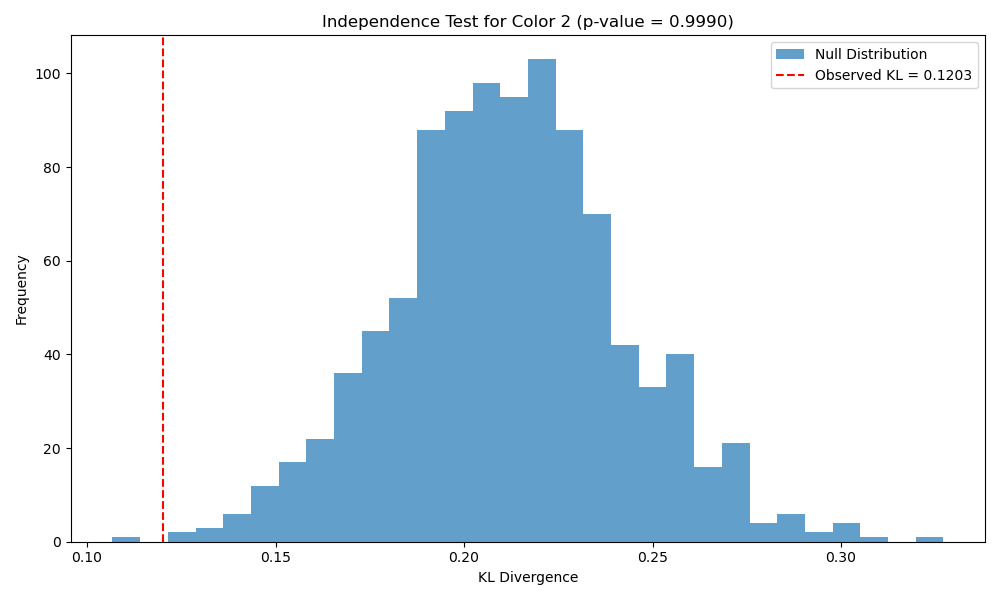 Independence Test for Color 2 (p-value = 0.9990)
Null Distribution
Observed KL = 0.1203
Frequency
100
80
60
40
20
0
0.10 0.15 0.20 0.25 0.30
KL Divergence